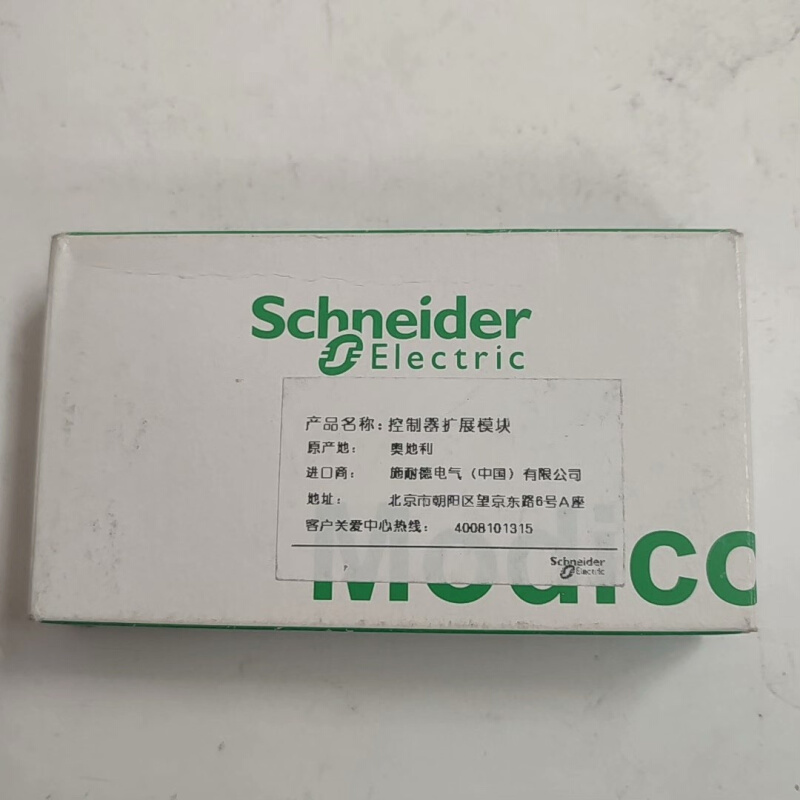 Schneider
Electric
产品名称：控制器扩展模块
原产地： 奥地利
进口商： 施耐德电气（中国）有限公司
地址： 北京市朝阳区望京东路6号A座
客户关爱中心热线： 4008101315
Schneider
Electric
Modico